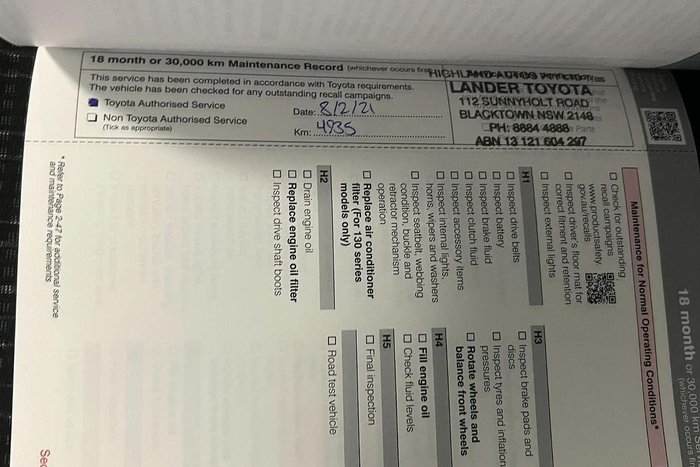 18 month or 30,000 km Maintenance Record (whichever occurs first)
This service has been completed in accordance with Toyota requirements.
The vehicle has been checked for any outstanding recall campaigns.
Toyota Authorised Service
Non Toyota Authorised Service
(Tick as appropriate)
Date: 8/2/21
Km: 4935
LANDER TOYOTA
112 SUNNYHOLT ROAD
BLACKTOWN NSW 2148
PH: 8884 4888
ABN 13 121 604 297
18 month or
(whichever occurs
Maintenance for Normal Operating Conditions*
Check for outstanding
recall campaigns
www.productsafety.
gov.au/recalls
Inspect driver's floor mat for
correct fitment and retention
Inspect external lights
H1
Inspect drive belts
Inspect battery
Inspect brake fluid
Inspect clutch fluid
Inspect accessory items
Inspect internal lights,
horns, wipers and washers
Inspect seatbelt, webbing
condition, buckle and
retractor mechanism
operation
Replace air conditioner
filter (For 130 series
models only)
H2
Drain engine oil
Replace engine oil filter
Inspect drive shaft boots
H3
Inspect brake pads and
discs
Inspect tyres and inflation
pressures
Rotate wheels and
balance front wheels
H4
Fill engine oil
Check fluid levels
H5
Final inspection
Road test vehicle
* Refer to Page 2-47 for additional service
and maintenance requirements.